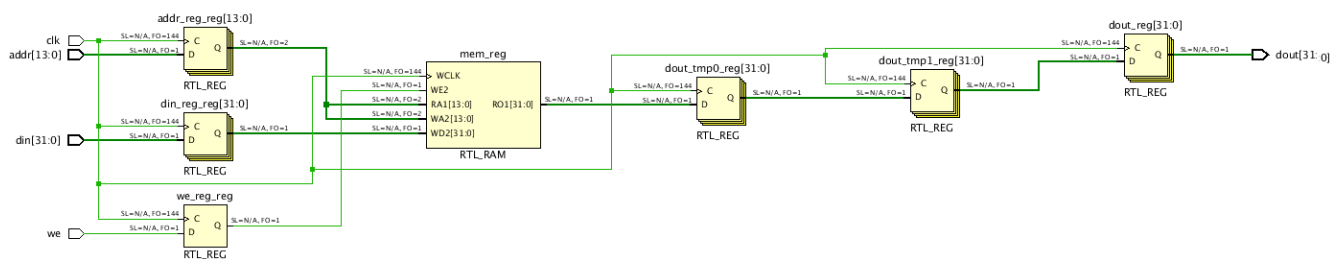 addr_reg_reg[13:0]
clk
SL=N/A, FO=144
C
addr[13:0]
SL=N/A, FO=1
D
Q
SL=N/A, FO=2
RTL_REG
din_reg_reg[31:0]
SL=N/A, FO=144
C
din[31:0]
SL=N/A, FO=1
D
Q
SL=N/A, FO=1
RTL_REG
we_reg_reg
SL=N/A, FO=144
C
we
SL=N/A, FO=1
D
Q
SL=N/A, FO=1
RTL_REG
mem_reg
SL=N/A, FO=144
WCLK
SL=N/A, FO=1
WE2
SL=N/A, FO=2
RA1[13:0]
RO1[31:0]
SL=N/A, FO=1
SL=N/A, FO=2
WA2[13:0]
SL=N/A, FO=1
WD2[31:0]
RTL_RAM
dout_tmp0_reg[31:0]
SL=N/A, FO=144
C
SL=N/A, FO=1
D
Q
SL=N/A, FO=1
RTL_REG
dout_tmp1_reg[31:0]
SL=N/A, FO=144
C
SL=N/A, FO=1
D
Q
SL=N/A, FO=1
RTL_REG
dout_reg[31:0]
SL=N/A, FO=144
C
SL=N/A, FO=1
D
Q
SL=N/A, FO=1
RTL_REG
dout[31: 0]